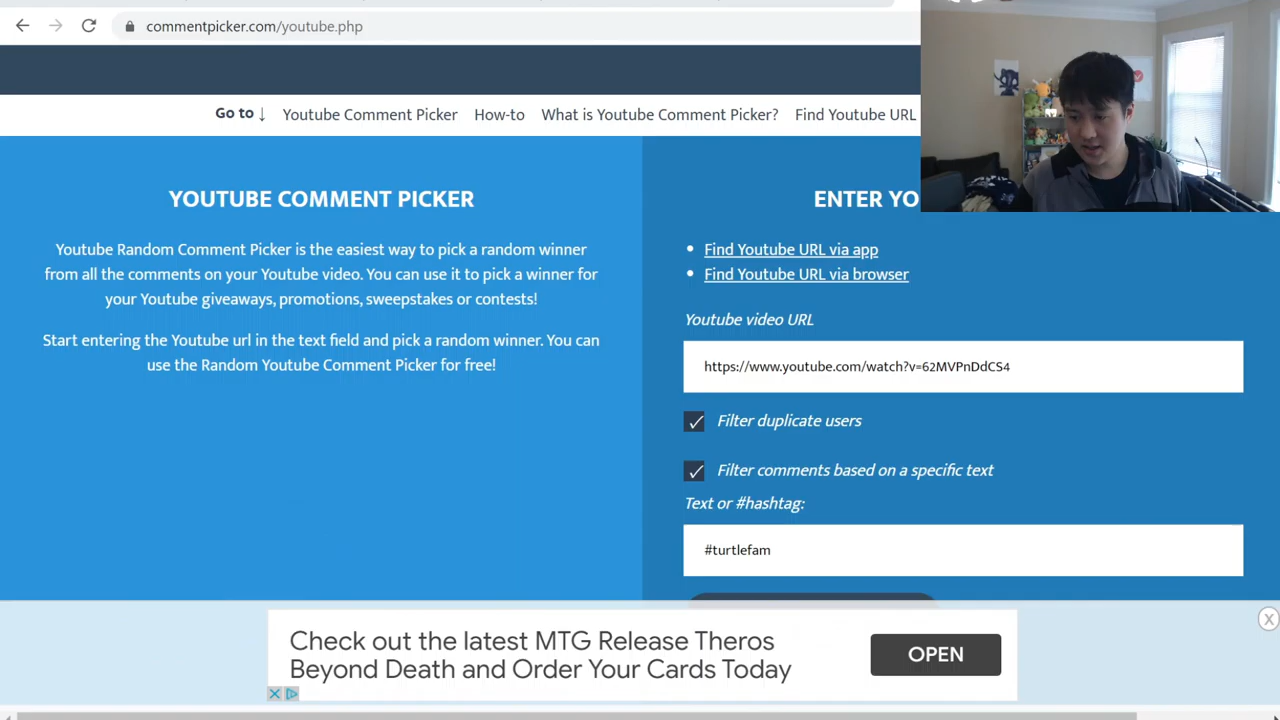 commentpicker.com/youtube.php
Go to ↓ Youtube Comment Picker How-to What is Youtube Comment Picker? Find Youtube URL
YOUTUBE COMMENT PICKER
Youtube Random Comment Picker is the easiest way to pick a random winner
from all the comments on your Youtube video. You can use it to pick a winner for
your Youtube giveaways, promotions, sweepstakes or contests!
Start entering the Youtube url in the text field and pick a random winner. You can
use the Random Youtube Comment Picker for free!
ENTER YO
Find Youtube URL via app
Find Youtube URL via browser
Youtube video URL
https://www.youtube.com/watch?v=62MVPnDdCS4
Filter duplicate users
Filter comments based on a specific text
Text or #hashtag:
#turtlefam
Check out the latest MTG Release Theros
Beyond Death and Order Your Cards Today
OPEN